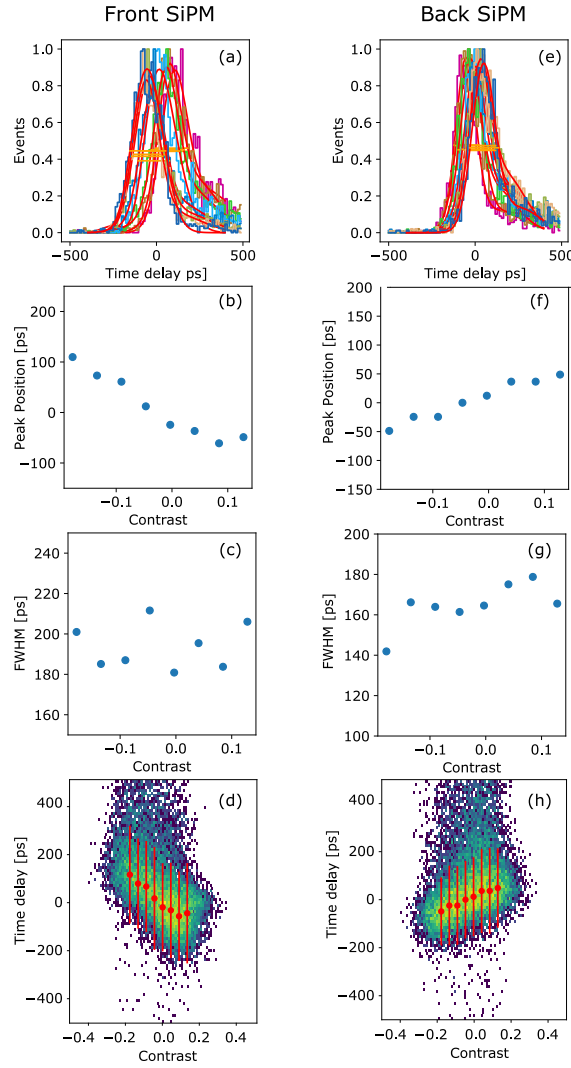 Front SiPM
Back SiPM
(a)
1.0
0.8
0.6
0.4
0.2
0.0
Events
−500
0
500
Time delay ps]
(e)
1.0
0.8
0.6
0.4
0.2
0.0
Events
−500
0
500
Time delay ps]
(b)
200
100
0
−100
Peak Position [ps]
−0.1
0.0
0.1
Contrast
(f)
200
150
100
50
0
−50
−100
−150
Peak Position [ps]
−0.1
0.0
0.1
Contrast
(c)
240
220
200
180
160
FWHM [ps]
−0.1
0.0
0.1
Contrast
(g)
200
180
160
140
120
100
FWHM [ps]
−0.1
0.0
0.1
Contrast
(d)
400
200
0
−200
−400
Time delay [ps]
−0.4
−0.2
0.0
0.2
0.4
Contrast
(h)
400
200
0
−200
−400
Time delay [ps]
−0.4
−0.2
0.0
0.2
0.4
Contrast